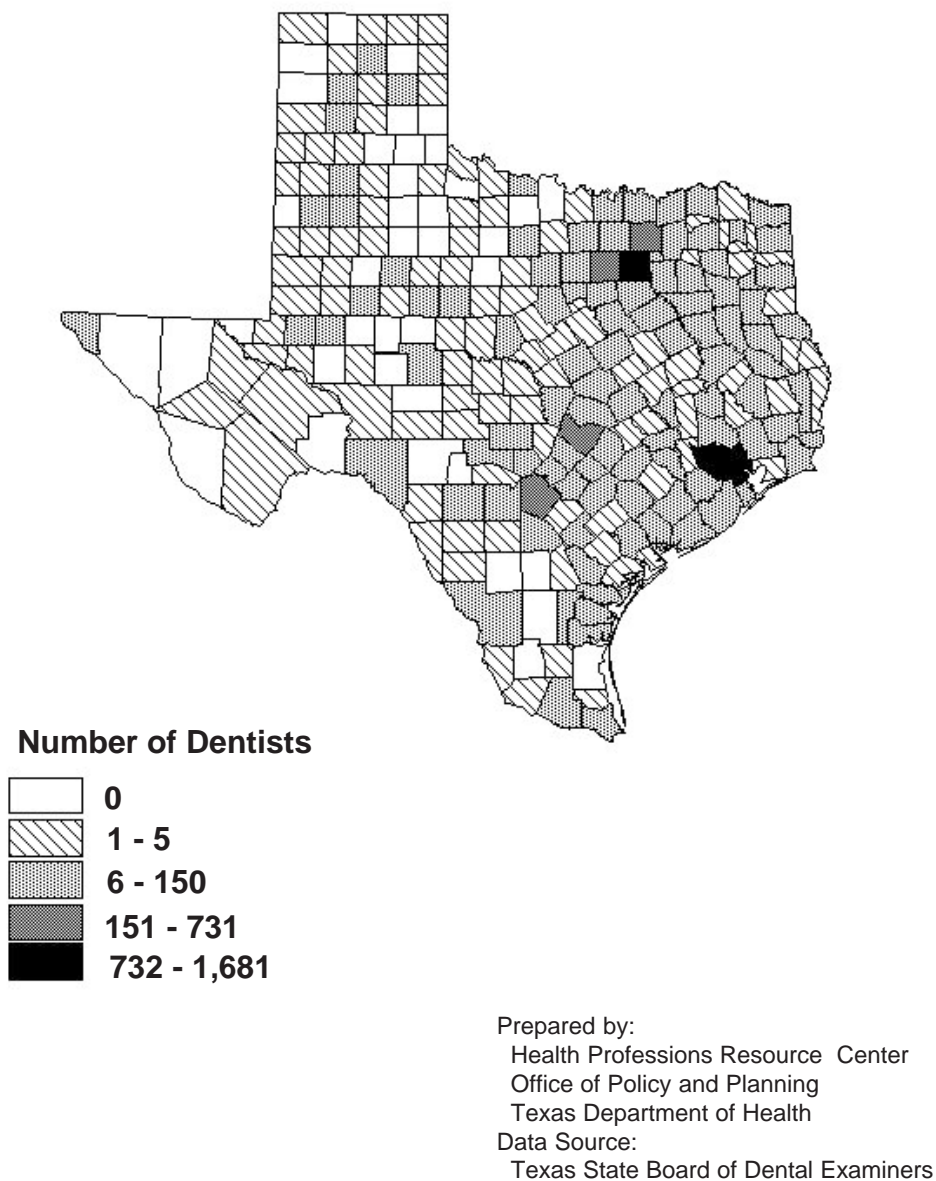 Number of Dentists
0
1 - 5
6 - 150
151 - 731
732 - 1,681
Prepared by:
Health Professions Resource Center
Office of Policy and Planning
Texas Department of Health
Data Source:
Texas State Board of Dental Examiners